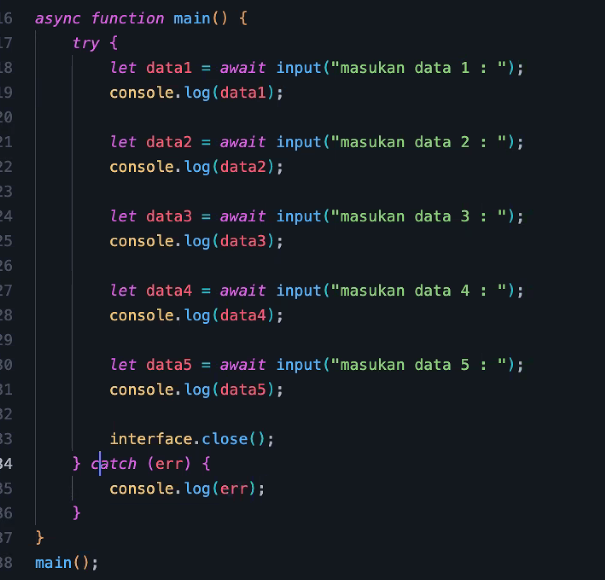 16 async function main() {
17     try {
18         let data1 = await input("masukan data 1 : ");
19         console.log(data1);
20
21         let data2 = await input("masukan data 2 : ");
22         console.log(data2);
23
24         let data3 = await input("masukan data 3 : ");
25         console.log(data3);
26
27         let data4 = await input("masukan data 4 : ");
28         console.log(data4);
29
30         let data5 = await input("masukan data 5 : ");
31         console.log(data5);
32
33         interface.close();
34     } catch (err) {
35         console.log(err);
36     }
37 }
38 main();